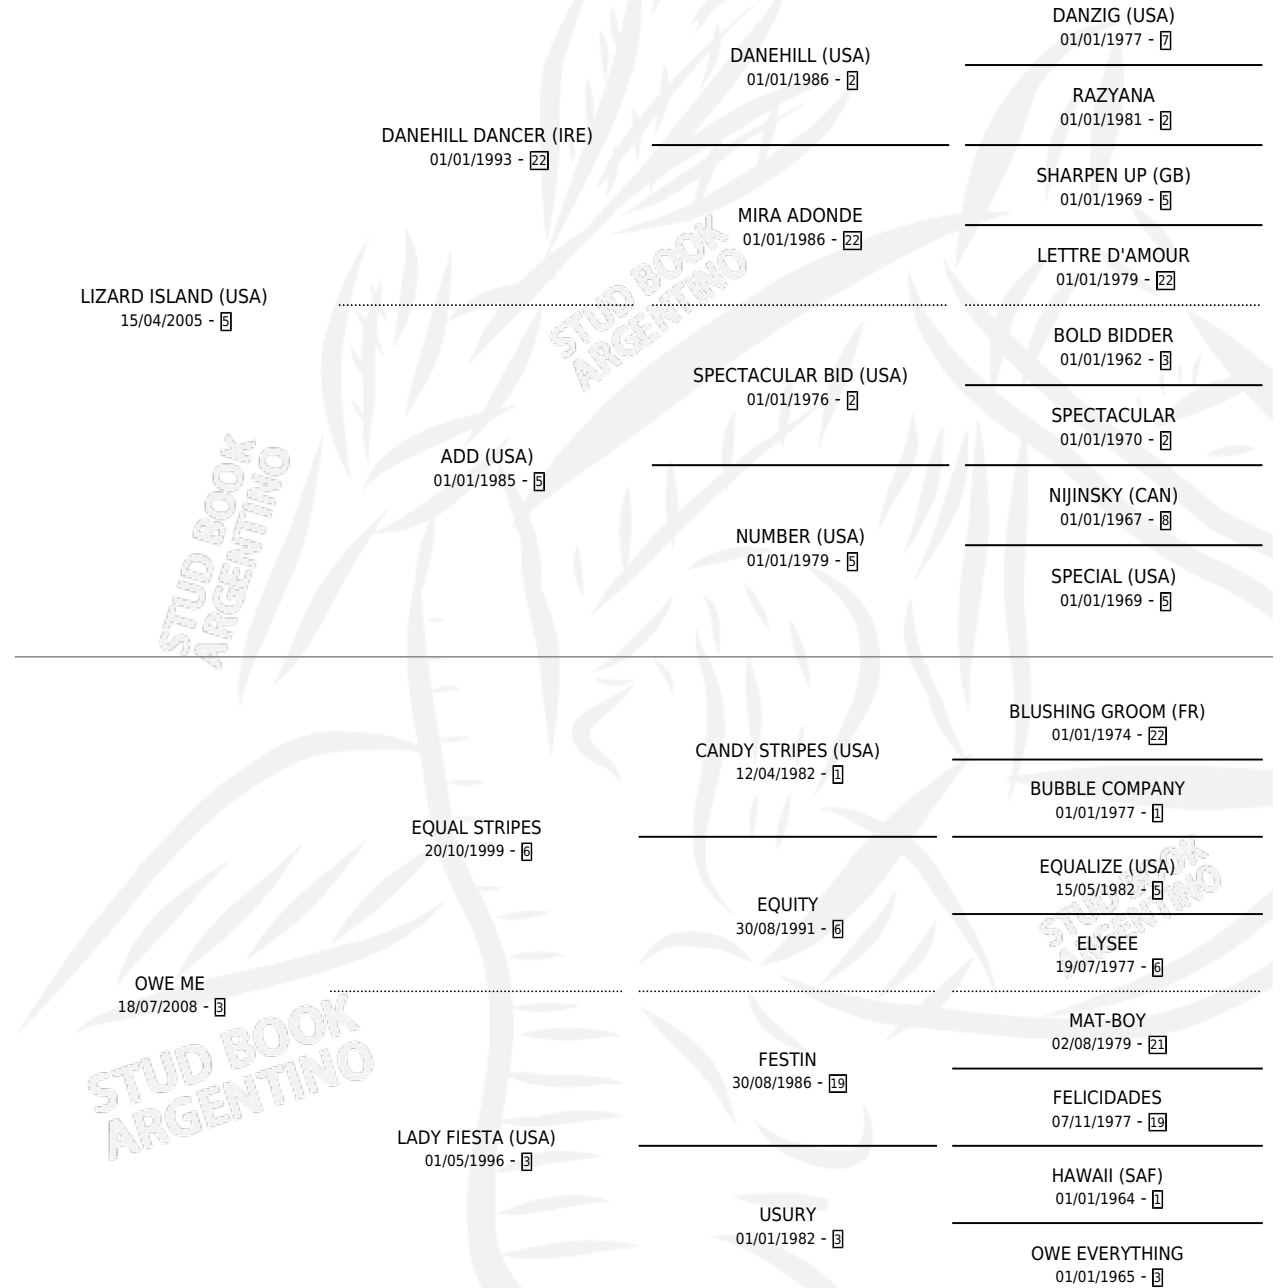 DANZIG (USA)
01/01/1977 - 7
DANEHILL (USA)
01/01/1986 - 2
RAZYANA
01/01/1981 - 2
DANEHILL DANCER (IRE)
01/01/1993 - 22
SHARPEN UP (GB)
01/01/1969 - 5
MIRA ADONDE
01/01/1986 - 22
LETTRE D'AMOUR
01/01/1979 - 22
LIZARD ISLAND (USA)
15/04/2005 - 5
BOLD BIDDER
01/01/1962 - 3
SPECTACULAR BID (USA)
01/01/1976 - 2
SPECTACULAR
01/01/1970 - 2
ADD (USA)
01/01/1985 - 5
NIJINSKY (CAN)
01/01/1967 - 8
NUMBER (USA)
01/01/1979 - 5
SPECIAL (USA)
01/01/1969 - 5
BLUSHING GROOM (FR)
01/01/1974 - 22
CANDY STRIPES (USA)
12/04/1982 - 1
BUBBLE COMPANY
01/01/1977 - 1
EQUAL STRIPES
20/10/1999 - 6
EQUALIZE (USA)
15/05/1982 - 5
EQUITY
30/08/1991 - 6
ELYSEE
19/07/1977 - 6
OWE ME
18/07/2008 - 3
MAT-BOY
02/08/1979 - 21
FESTIN
30/08/1986 - 19
FELICIDADES
07/11/1977 - 19
LADY FIESTA (USA)
01/05/1996 - 3
HAWAII (SAF)
01/01/1964 - 1
USURY
01/01/1982 - 3
OWE EVERYTHING
01/01/1965 - 3
STUD BOOK
ARGENTINO
STUD BOOK
ARGENTINO
STUD BOOK
ARGENTINO
STUD BOOK
ARGENTINO